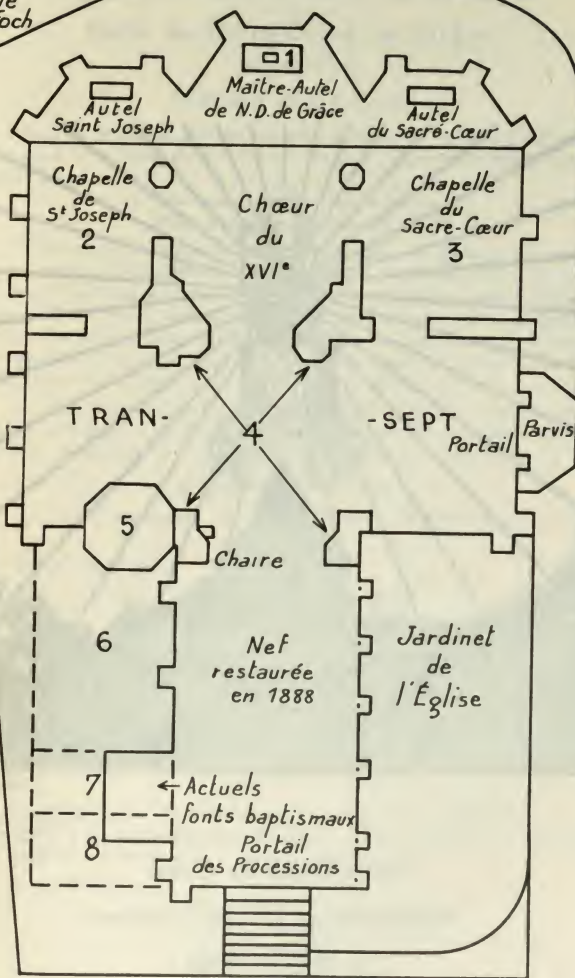 och
1
Maître-Autel
de N.D. de Grâce
Autel
Saint Joseph
Autel
du Sacré-Cœur
Chapelle
de
St Joseph
2
Chœur
du
XVIe
Chapelle
du
Sacre-Cœur
3
TRAN-
4
-SEPT
Portail
Parvis
5
Chaire
6
Nef
restaurée
en 1888
Jardinet
de
l'Église
7
← Actuels
fonts baptismaux
8
Portail
des Processions